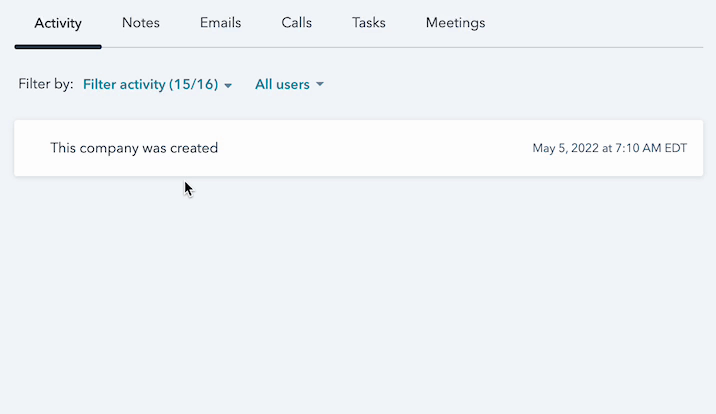 Activity Notes Emails Calls Tasks Meetings
Filter by: Filter activity (15/16) All users
This company was created May 5, 2022 at 7:10 AM EDT